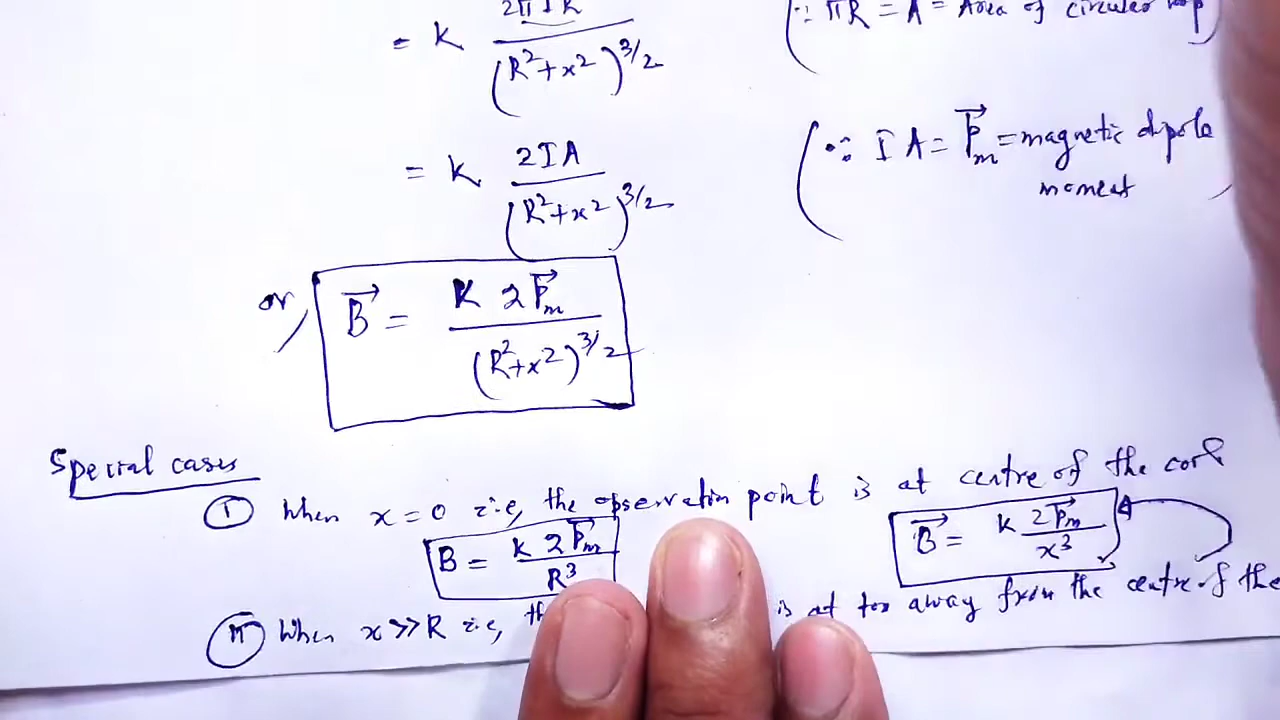 = K 2πIR / (R²+x²)^3/2 (∵ πR = A = Area of circular
= K 2IA / (R²+x²)^3/2 (∵ IA = P⃗m = magnetic dipole moment
or, B⃗ = K 2P⃗m / (R²+x²)^3/2
Special cases
(I) When x = 0 i.e, the observation point is at centre of the coil
B = K 2P⃗m / R³
B⃗ = K 2P⃗m / x³
(II) When x >> R i.e, is at too away from the centre of the